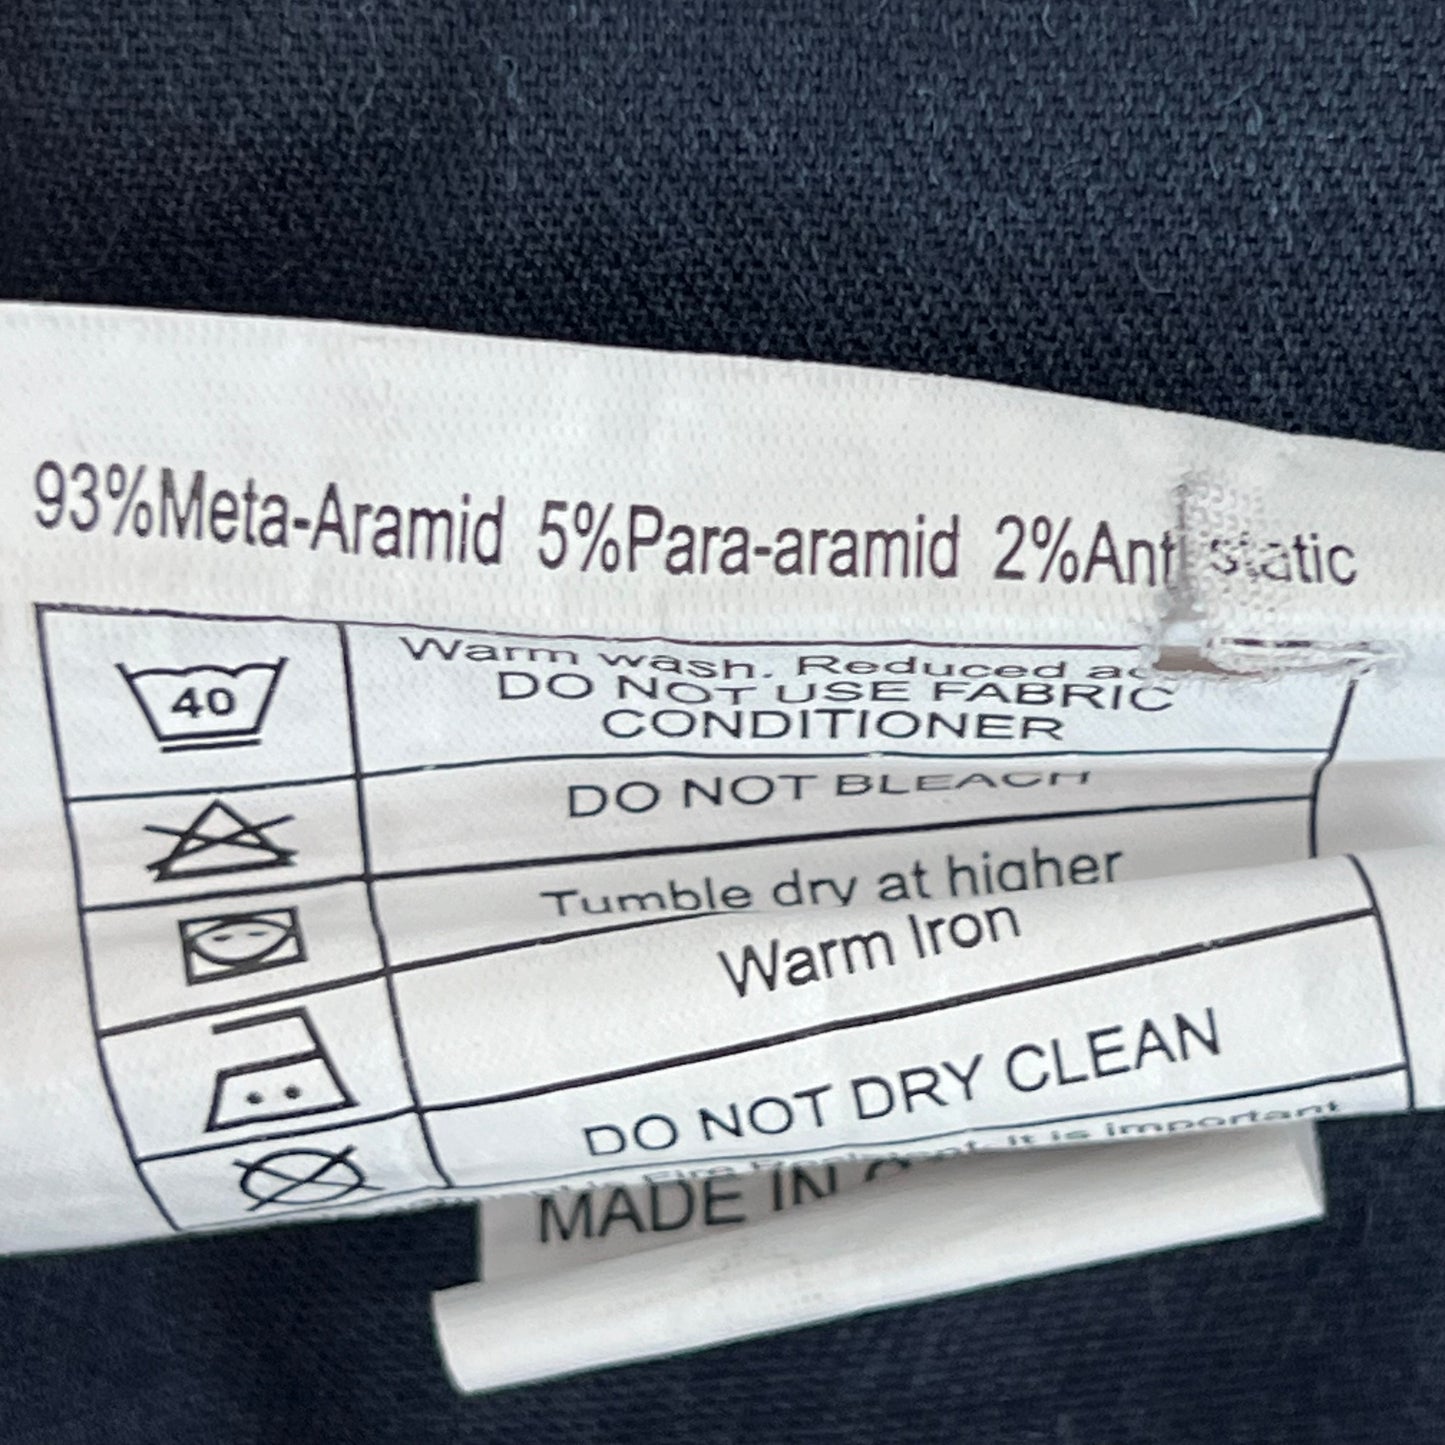 93%Meta-Aramid 5%Para-aramid 2%Anti static
40
Warm wash. Reduced
DO NOT USE FABRIC
CONDITIONER
DO NOT BLEACH
Tumble dry at higher
Warm Iron
DO NOT DRY CLEAN
Fire it is important
MADE IN